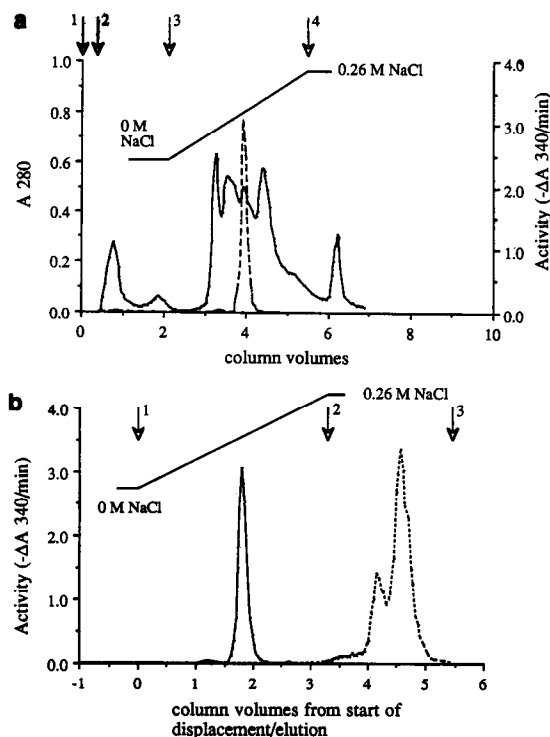 a
1 2 3 4
1.0
0.8
0.6
0.4
0.2
0.0
A 280
0 M
NaCl
0.26 M NaCl
4.0
3.0
2.0
1.0
0.0
Activity (-ΔA 340/min)
0 2 4 6 8 10
column volumes
b
1 2 3
4.0
3.0
2.0
1.0
0.0
Activity (-ΔA 340/min)
0 M NaCl
0.26 M NaCl
-1 0 1 2 3 4 5 6
column volumes from start of
displacement/elution